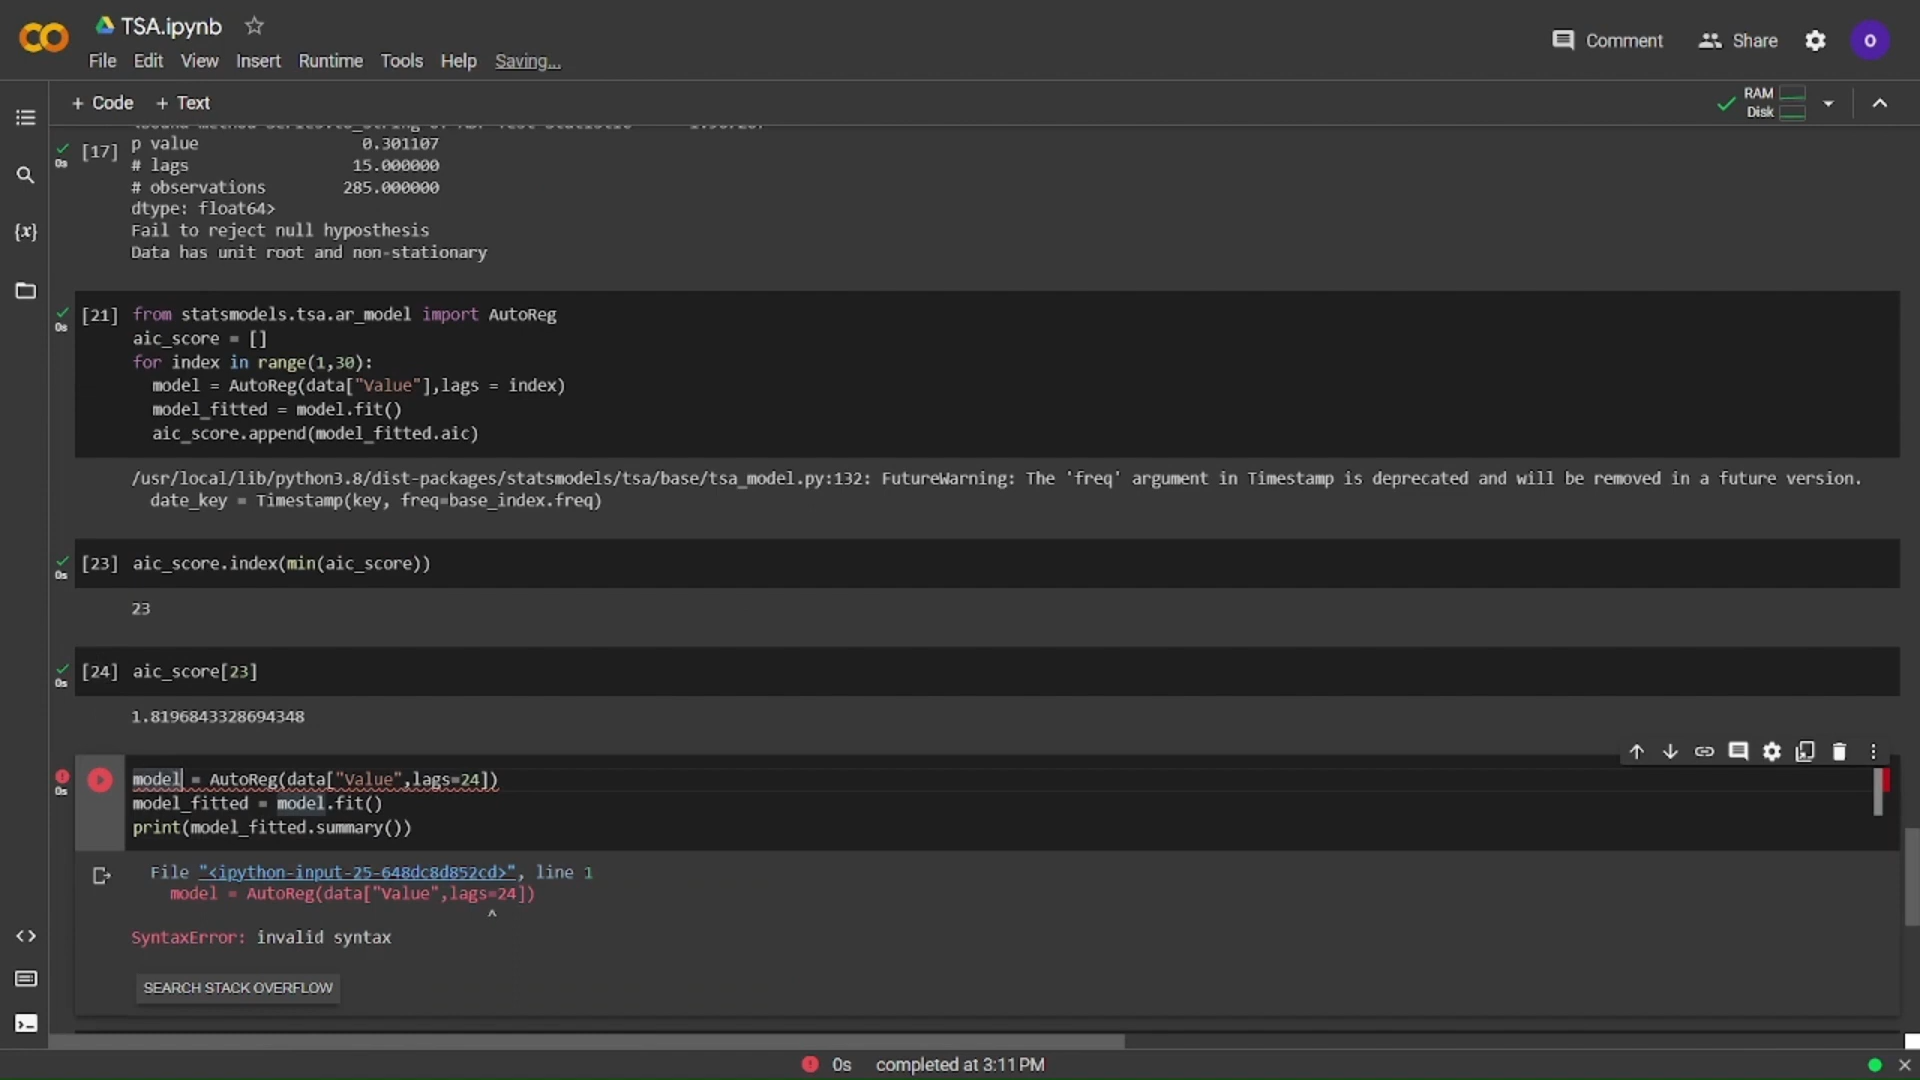 TSA.ipynb
File Edit View Insert Runtime Tools Help Saving...
Comment Share O
+ Code + Text
RAM
Disk
[17] p value 0.301107
0s
# lags 15.000000
# observations 285.000000
dtype: float64>
Fail to reject null hyposthesis
Data has unit root and non-stationary
[21] from statsmodels.tsa.ar_model import AutoReg
0s
aic_score = []
for index in range(1,30):
model = AutoReg(data["Value"],lags = index)
model_fitted = model.fit()
aic_score.append(model_fitted.aic)
/usr/local/lib/python3.8/dist-packages/statsmodels/tsa/base/tsa_model.py:132: FutureWarning: The 'freq' argument in Timestamp is deprecated and will be removed in a future version.
date_key = Timestamp(key, freq=base_index.freq)
[23] aic_score.index(min(aic_score))
0s
23
[24] aic_score[23]
0s
1.8196843328694348
model = AutoReg(data["Value",lags=24])
0s
model_fitted = model.fit()
print(model_fitted.summary())
File "<ipython-input-25-648dc8d852cd>", line 1
model = AutoReg(data["Value",lags=24])
^
SyntaxError: invalid syntax
SEARCH STACK OVERFLOW
0s completed at 3:11 PM